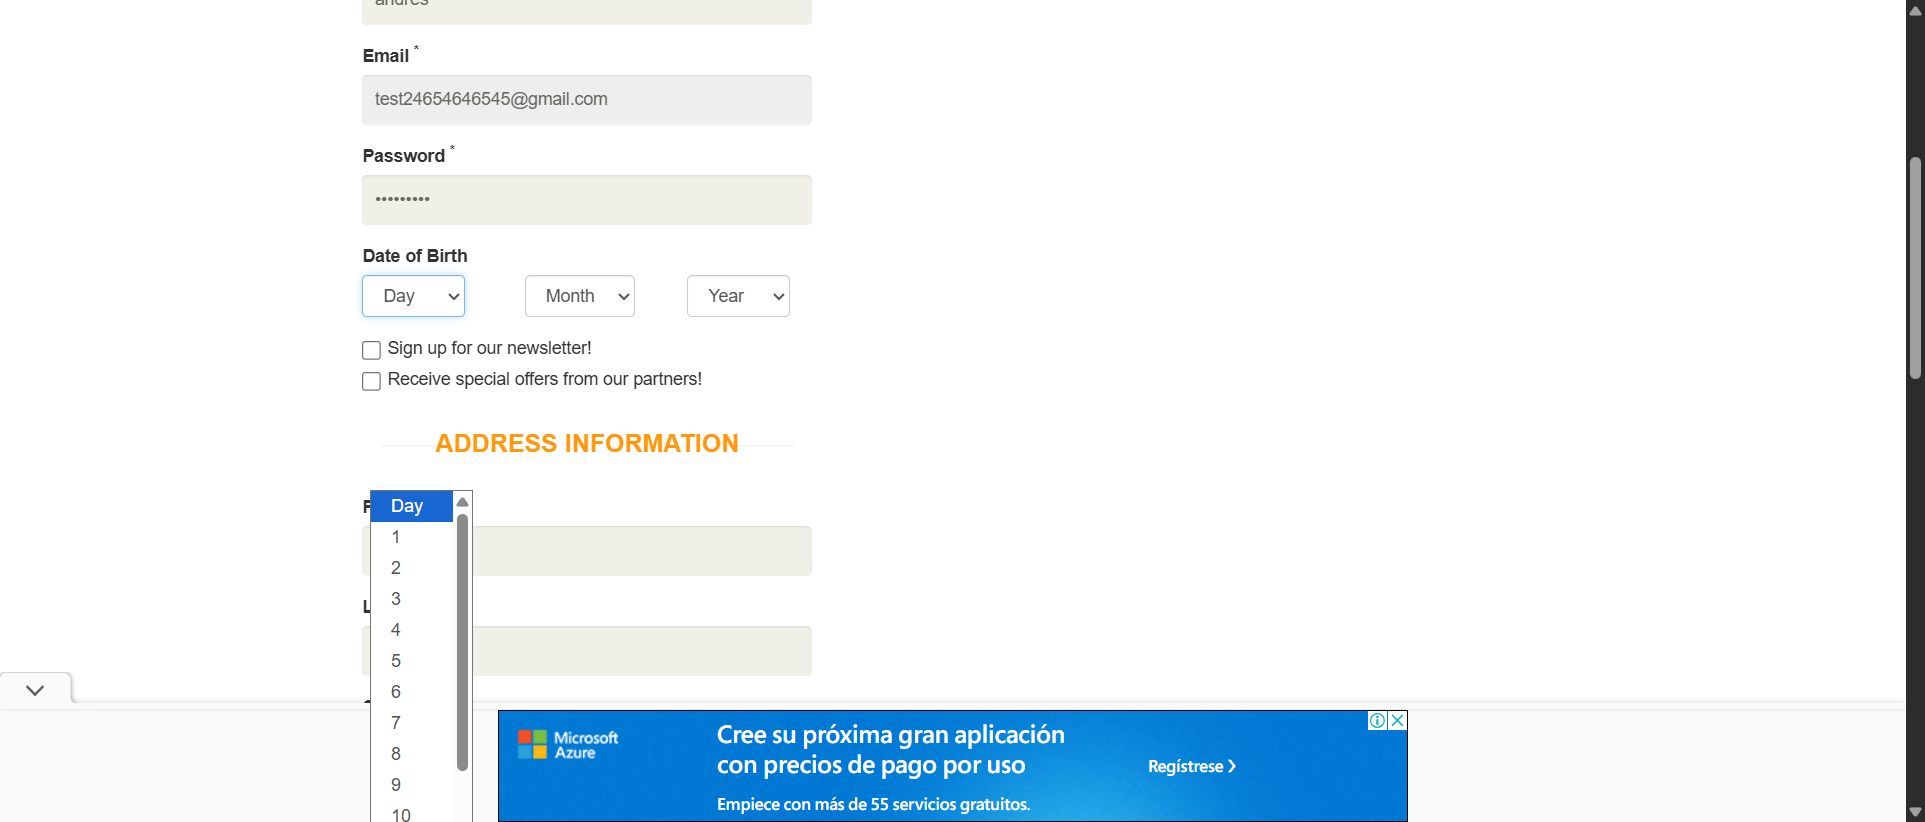 andres
Email *
test24654646545@gmail.com
Password *
•••••••••
Date of Birth
Day
Month
Year
Sign up for our newsletter!
Receive special offers from our partners!
ADDRESS INFORMATION
Day
1
2
3
4
5
6
7
8
9
10
Microsoft
Azure
Cree su próxima gran aplicación
con precios de pago por uso
Empiece con más de 55 servicios gratuitos.
Regístrese